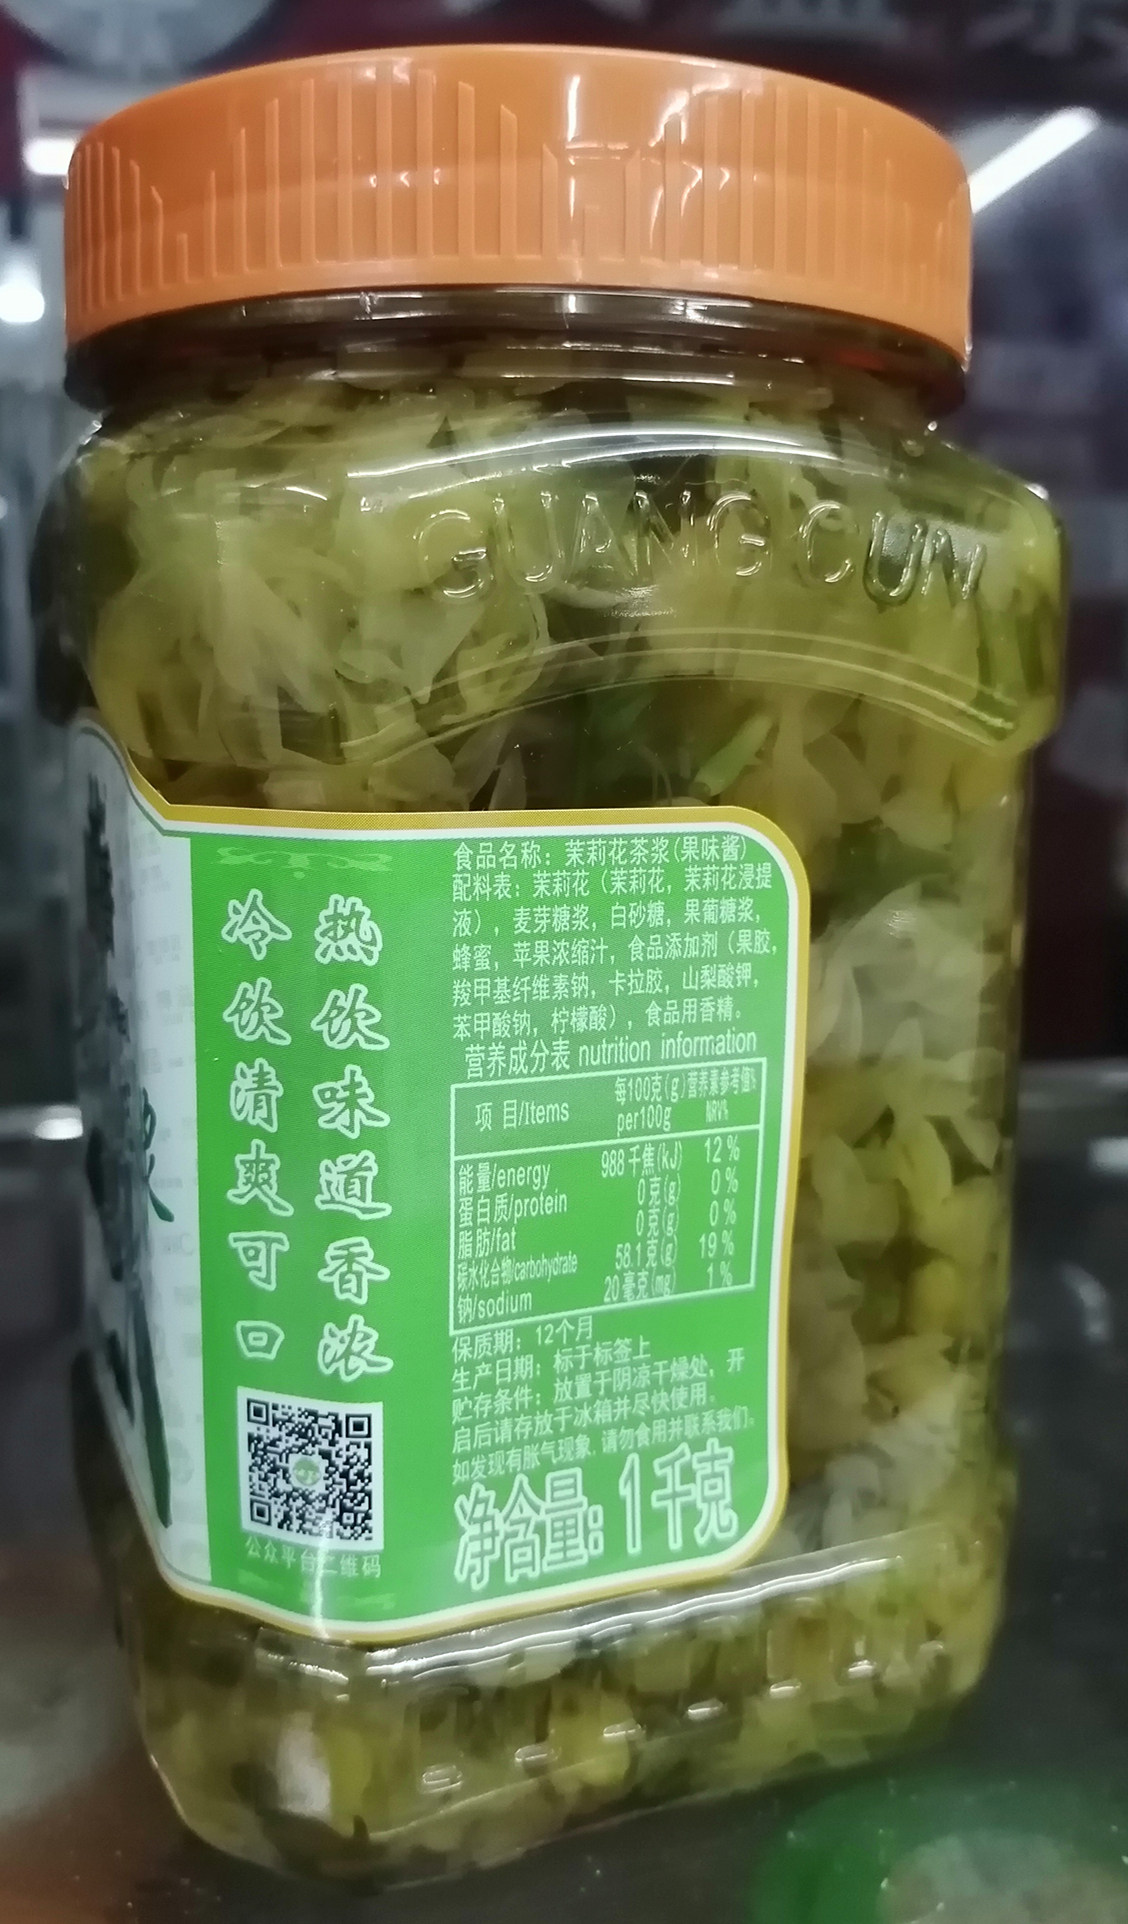 GUANGCUN
热饮味道香浓
冷饮清爽可口
公众平台二维码
食品名称：茉莉花茶浆(果味酱)
配料表：茉莉花（茉莉花，茉莉花浸提
液），麦芽糖浆，白砂糖，果葡糖浆，
蜂蜜，苹果浓缩汁，食品添加剂（果胶，
羧甲基纤维素钠，卡拉胶，山梨酸钾，
苯甲酸钠，柠檬酸），食品用香精。
营养成分表 nutrition information
项 目/Items 每100克(g)/per100g 营养素参考值% NRV%
能量/energy 988千焦(kJ) 12%
蛋白质/protein 0克(g) 0%
脂肪/fat 0克(g) 0%
碳水化合物/carbohydrate 58.1克(g) 19%
钠/sodium 20毫克(mg) 1%
保质期：12个月
生产日期：标于标签上
贮存条件：放置于阴凉干燥处，开
启后请存放于冰箱并尽快使用。
如发现有胀气现象,请勿食用并联系我们。
净含量:1千克
浆